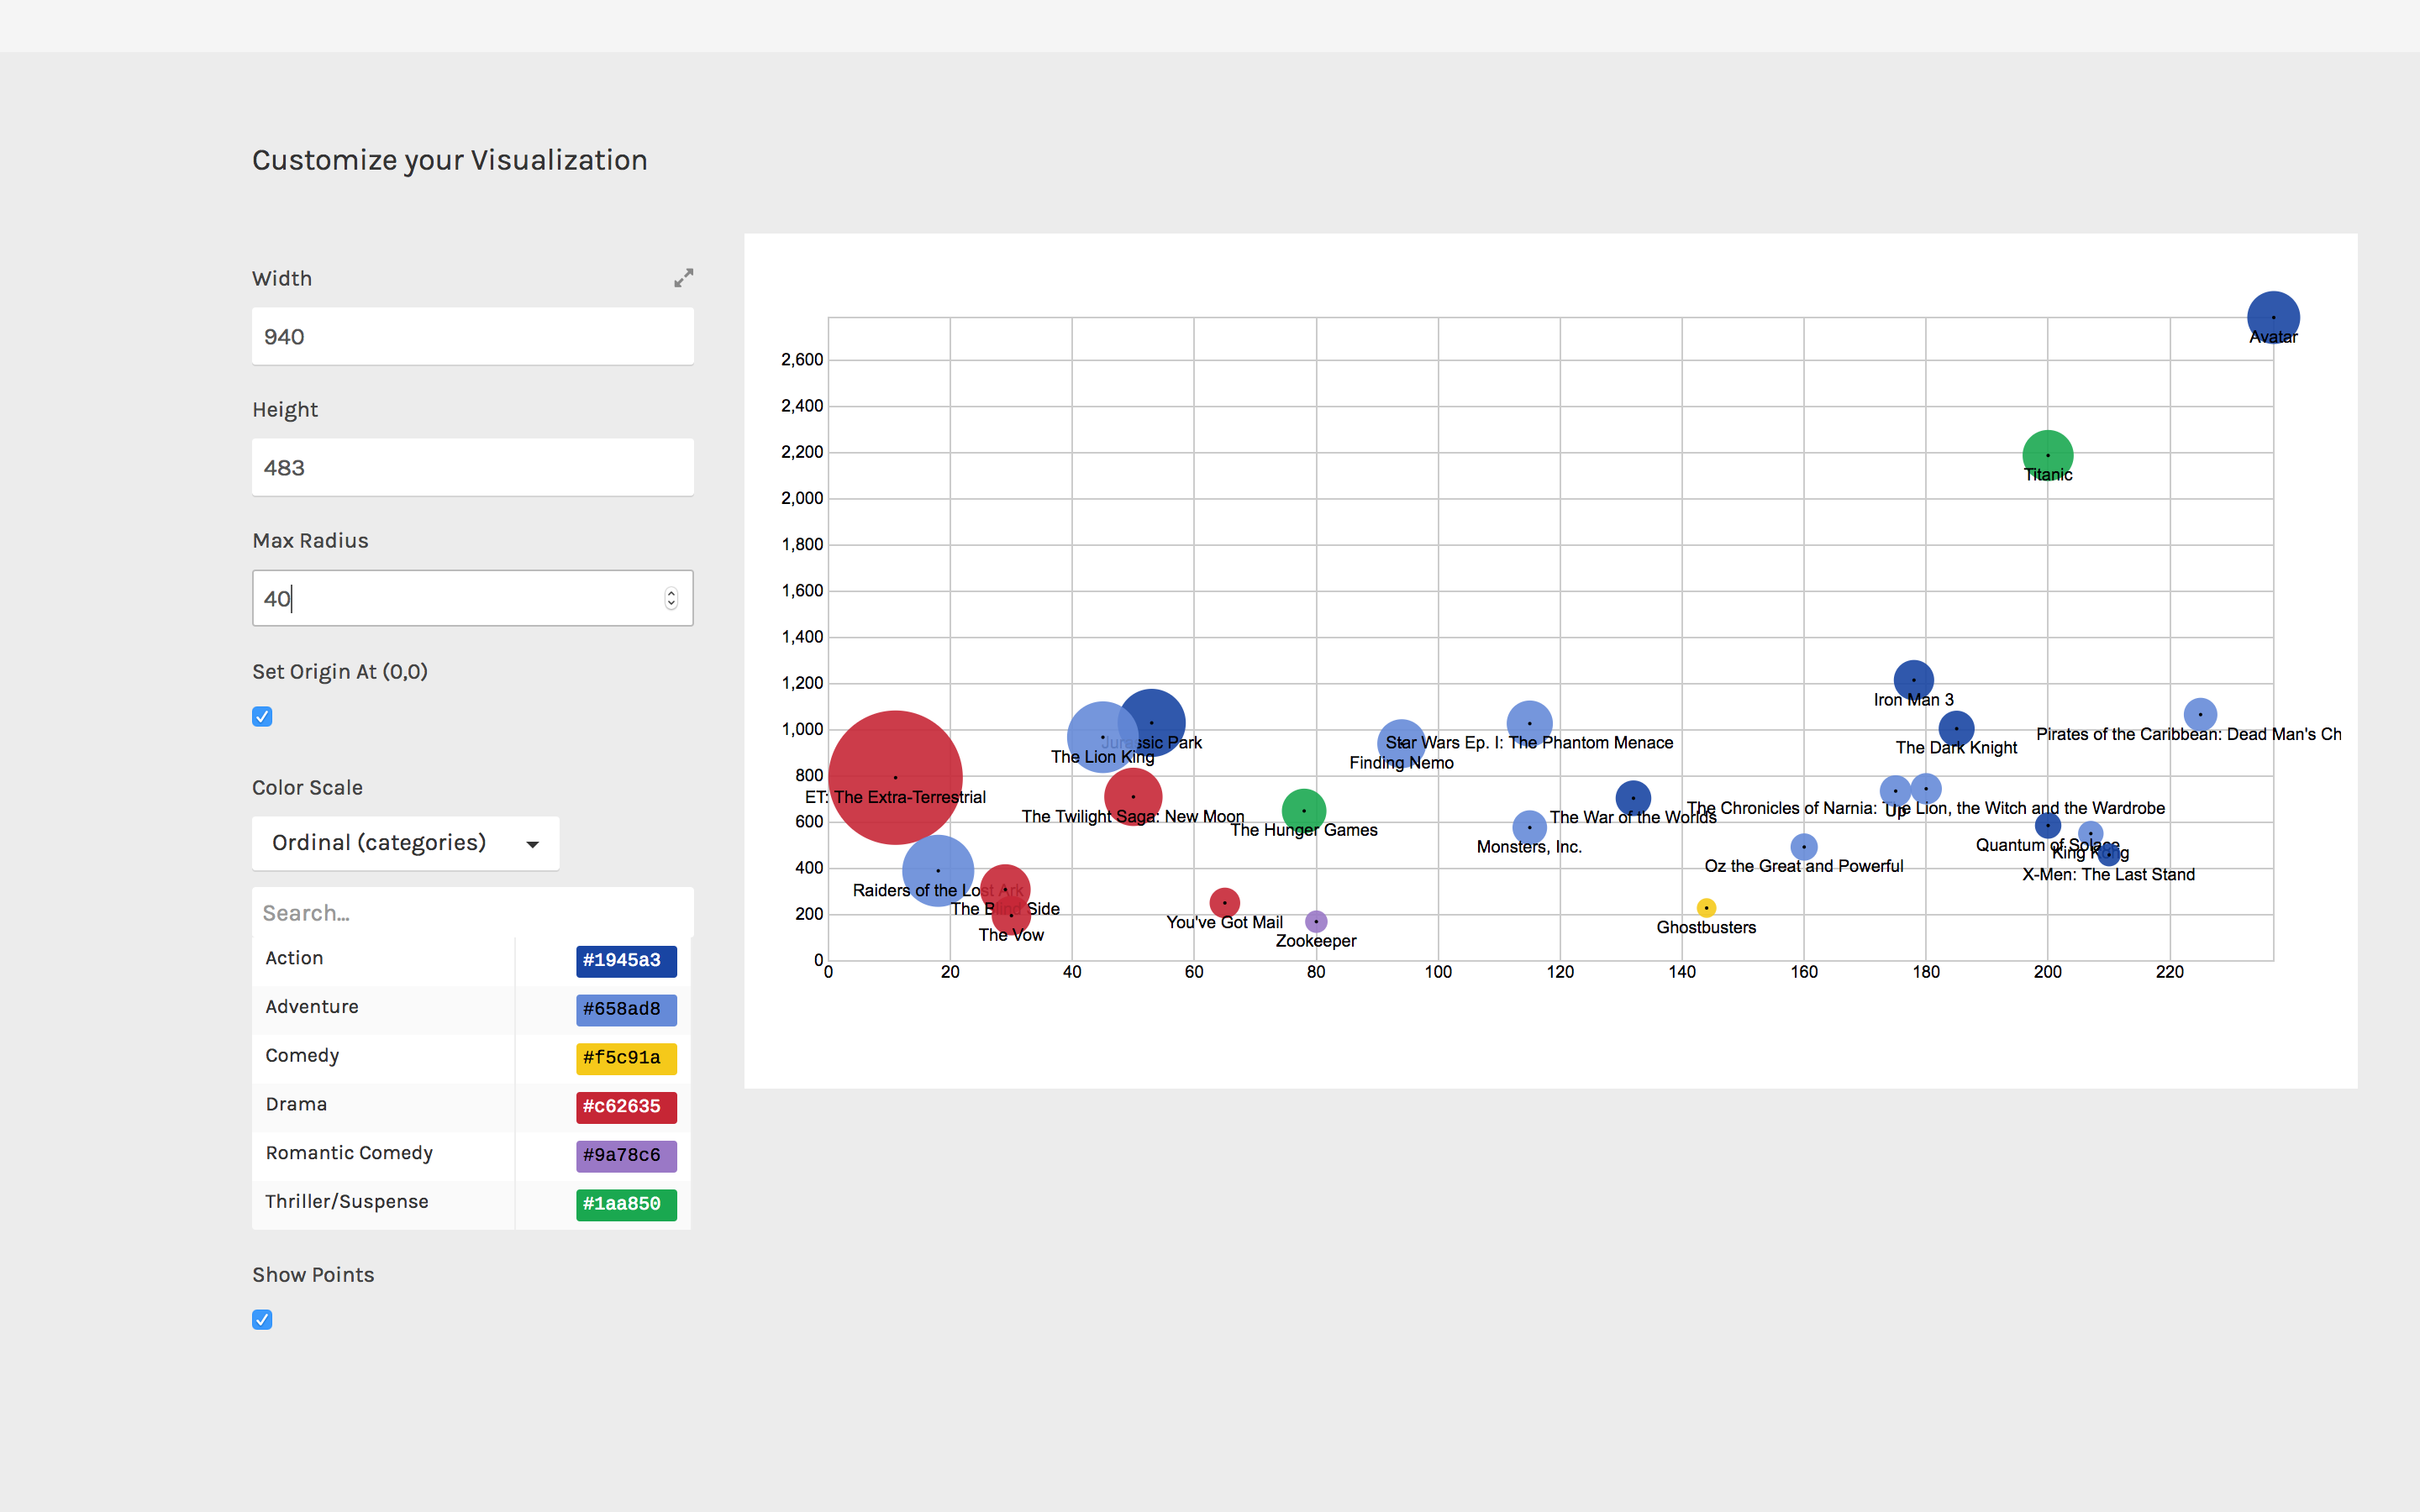 Customize your Visualization
Width
940
Height
483
Max Radius
40
Set Origin At (0,0)
Color Scale
Ordinal (categories)
Search...
Action #1945a3
Adventure #658ad8
Comedy #f5c91a
Drama #c62635
Romantic Comedy #9a78c6
Thriller/Suspense #1aa850
Show Points
2,600
2,400
2,200
2,000
1,800
1,600
1,400
1,200
1,000
800
600
400
200
0
0 20 40 60 80 100 120 140 160 180 200 220
Avatar
Titanic
Iron Man 3
Pirates of the Caribbean: Dead Man's Ch
Jurassic Park
Star Wars Ep. I: The Phantom Menace
The Dark Knight
The Lion King
Finding Nemo
ET: The Extra-Terrestrial
The Chronicles of Narnia: The Lion, the Witch and the Wardrobe
Up
The Twilight Saga: New Moon
The War of the Worlds
The Hunger Games
Monsters, Inc.
Quantum of Solace
King Kong
Oz the Great and Powerful
X-Men: The Last Stand
Raiders of the Lost Ark
The Blind Side
You've Got Mail
Ghostbusters
The Vow
Zookeeper